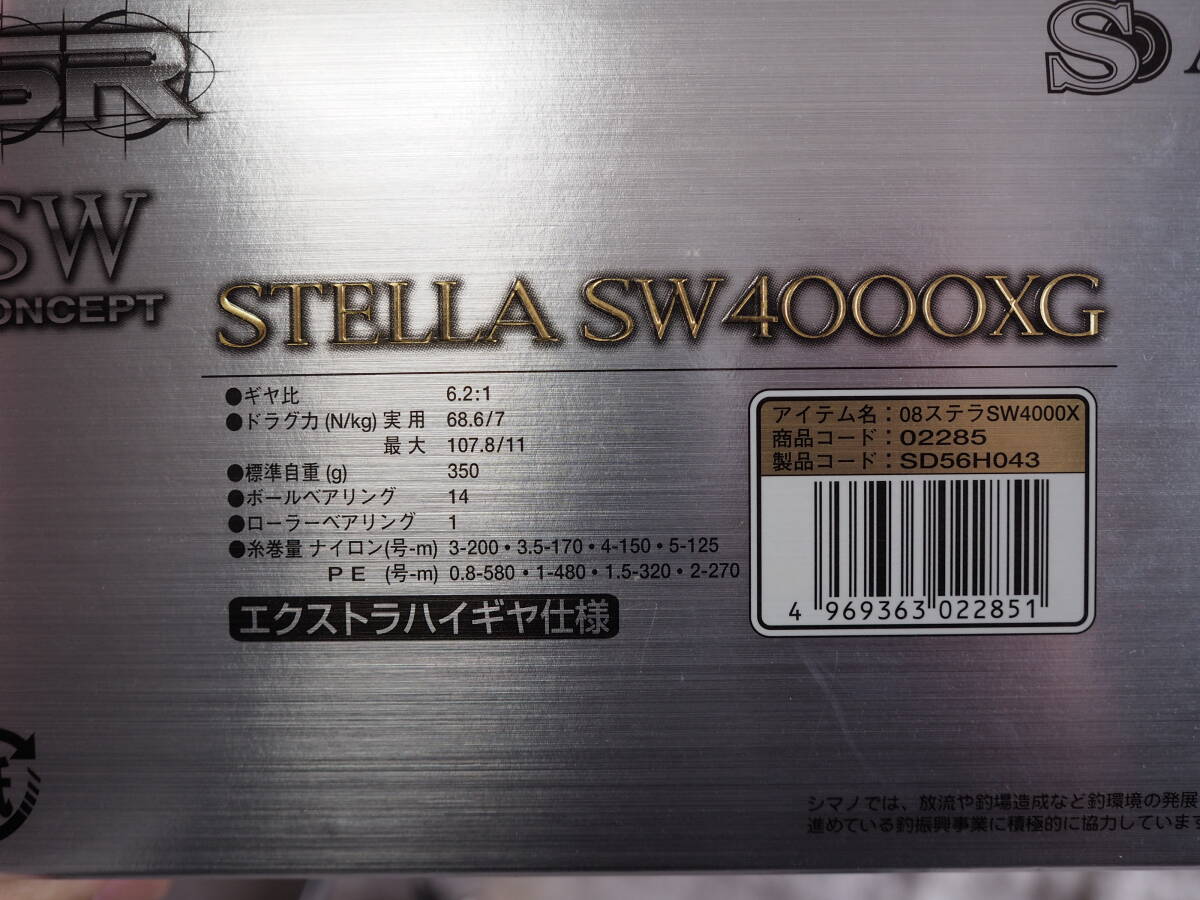 SR
S A
SW
ONCEPT
STELLA SW4000XG
●ギヤ比 6.2:1
●ドラグ力 (N/kg) 実用 68.6/7
最大 107.8/11
●標準自重 (g) 350
●ボールベアリング 14
●ローラーベアリング 1
●糸巻量 ナイロン(号-m) 3-200・3.5-170・4-150・5-125
PE (号-m) 0.8-580・1-480・1.5-320・2-270
エクストラハイギヤ仕様
アイテム名：08ステラSW4000X
商品コード：02285
製品コード：SD56H043
4 969363 022851
シマノでは、放流や釣場造成など釣環境の発展
進めている釣振興事業に積極的に協力しています